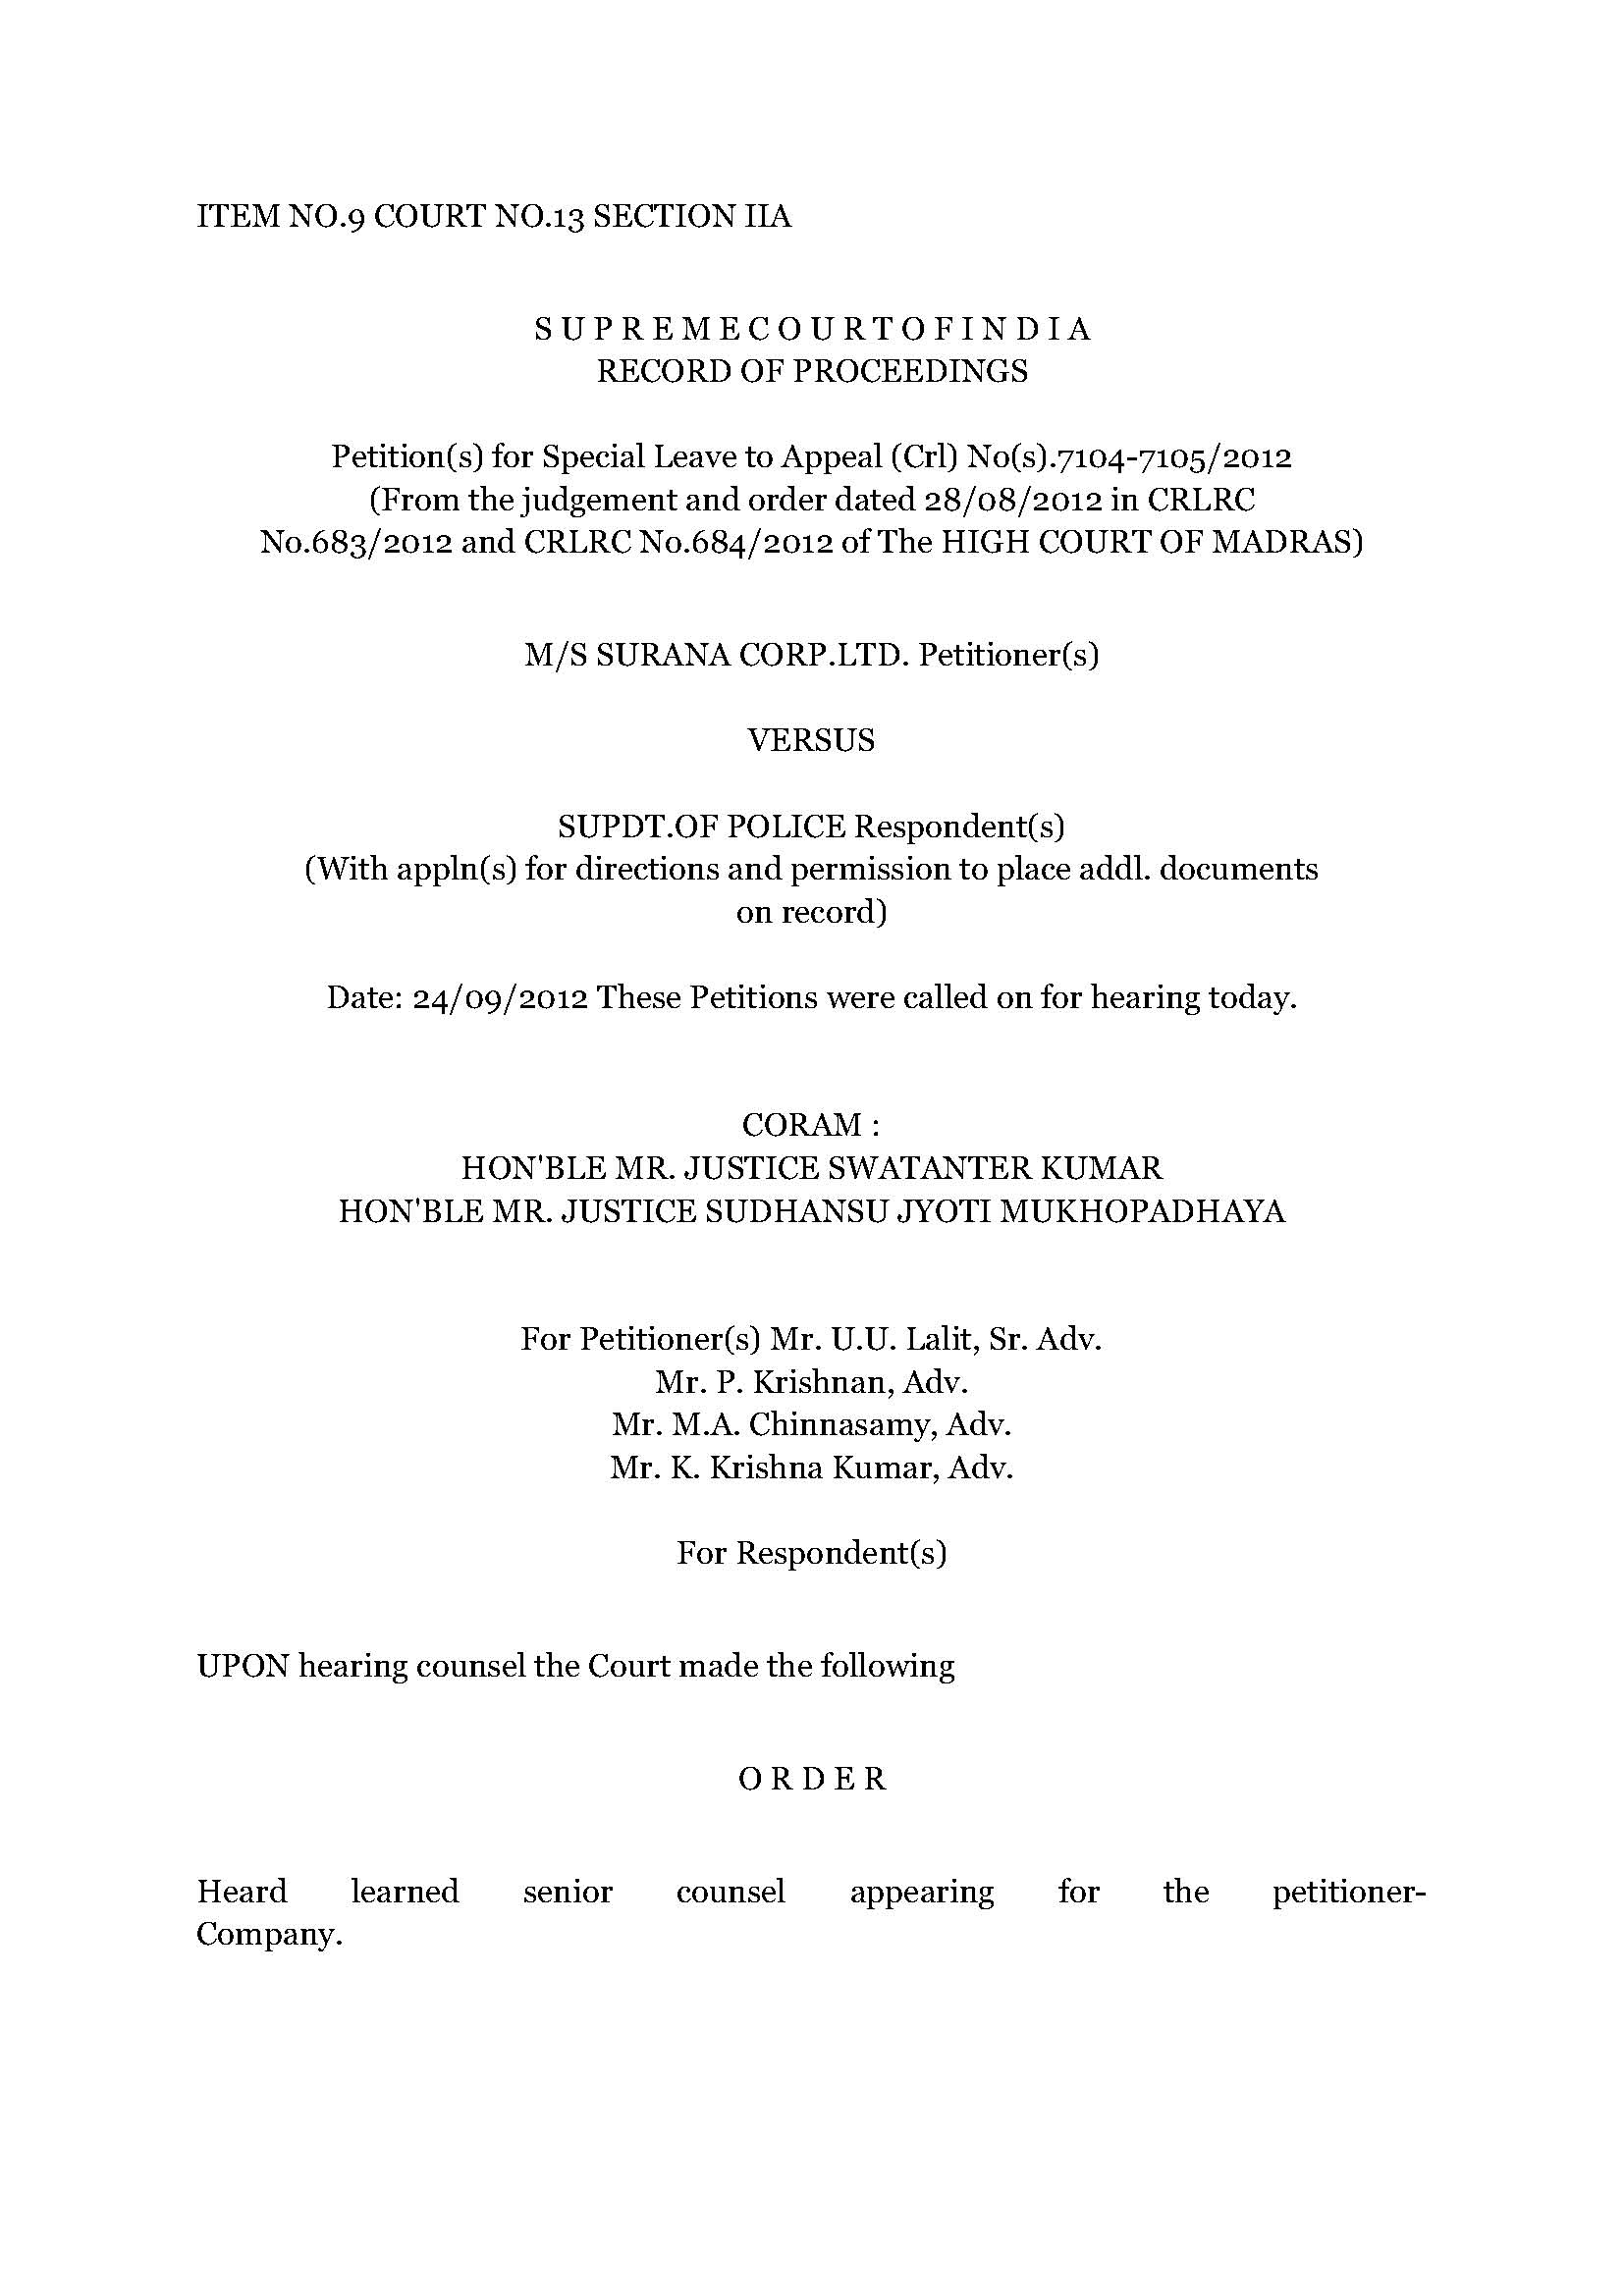 ITEM NO.9 COURT NO.13 SECTION IIA
S U P R E M E C O U R T O F I N D I A
RECORD OF PROCEEDINGS
Petition(s) for Special Leave to Appeal (Crl) No(s).7104-7105/2012
(From the judgement and order dated 28/08/2012 in CRLRC
No.683/2012 and CRLRC No.684/2012 of The HIGH COURT OF MADRAS)
M/S SURANA CORP.LTD. Petitioner(s)
VERSUS
SUPDT.OF POLICE Respondent(s)
(With appln(s) for directions and permission to place addl. documents
on record)
Date: 24/09/2012 These Petitions were called on for hearing today.
CORAM :
HON'BLE MR. JUSTICE SWATANTER KUMAR
HON'BLE MR. JUSTICE SUDHANSU JYOTI MUKHOPADHAYA
For Petitioner(s) Mr. U.U. Lalit, Sr. Adv.
Mr. P. Krishnan, Adv.
Mr. M.A. Chinnasamy, Adv.
Mr. K. Krishna Kumar, Adv.
For Respondent(s)
UPON hearing counsel the Court made the following
O R D E R
Heard learned senior counsel appearing for the petitioner-
Company.